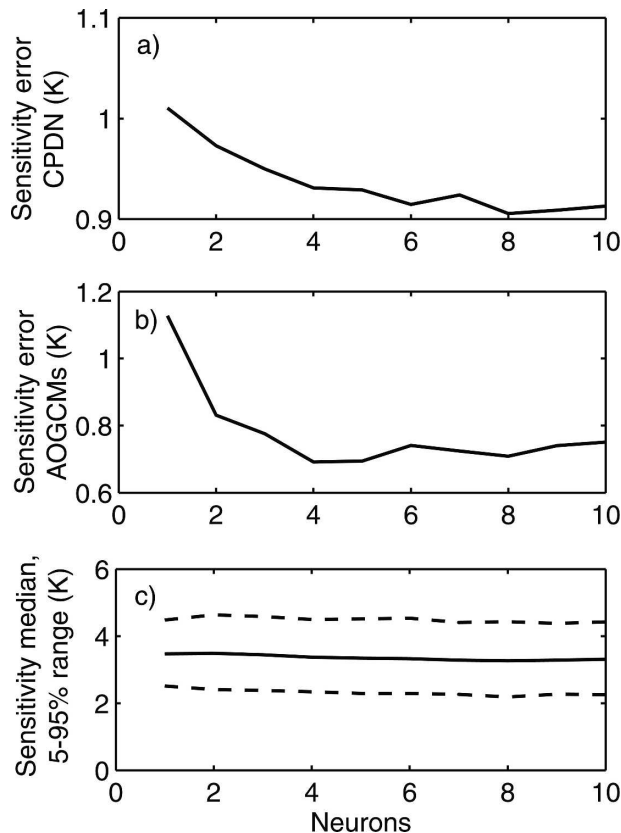 Sensitivity error
CPDN (K)
a)
1.1
1
0.9
0 2 4 6 8 10
Sensitivity error
AOGCMs (K)
b)
1.2
1
0.8
0.6
0 2 4 6 8 10
Sensitivity median,
5-95% range (K)
c)
6
4
2
0
0 2 4 6 8 10
Neurons